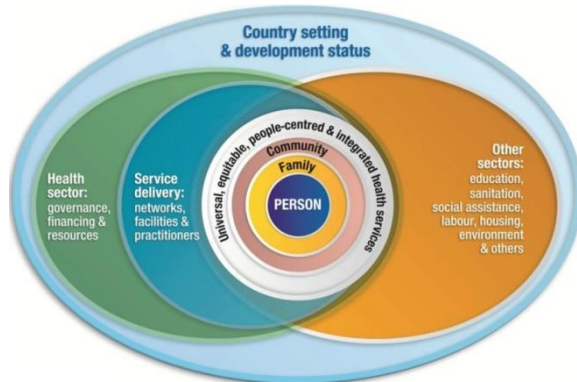 Country setting
& development status
Health
sector:
governance,
financing &
resources
Service
delivery:
networks,
facilities &
practitioners
Universal, equitable, people-centred & integrated health services
Community
Family
PERSON
Other
sectors:
education,
sanitation,
social assistance,
labour, housing,
environment
& others